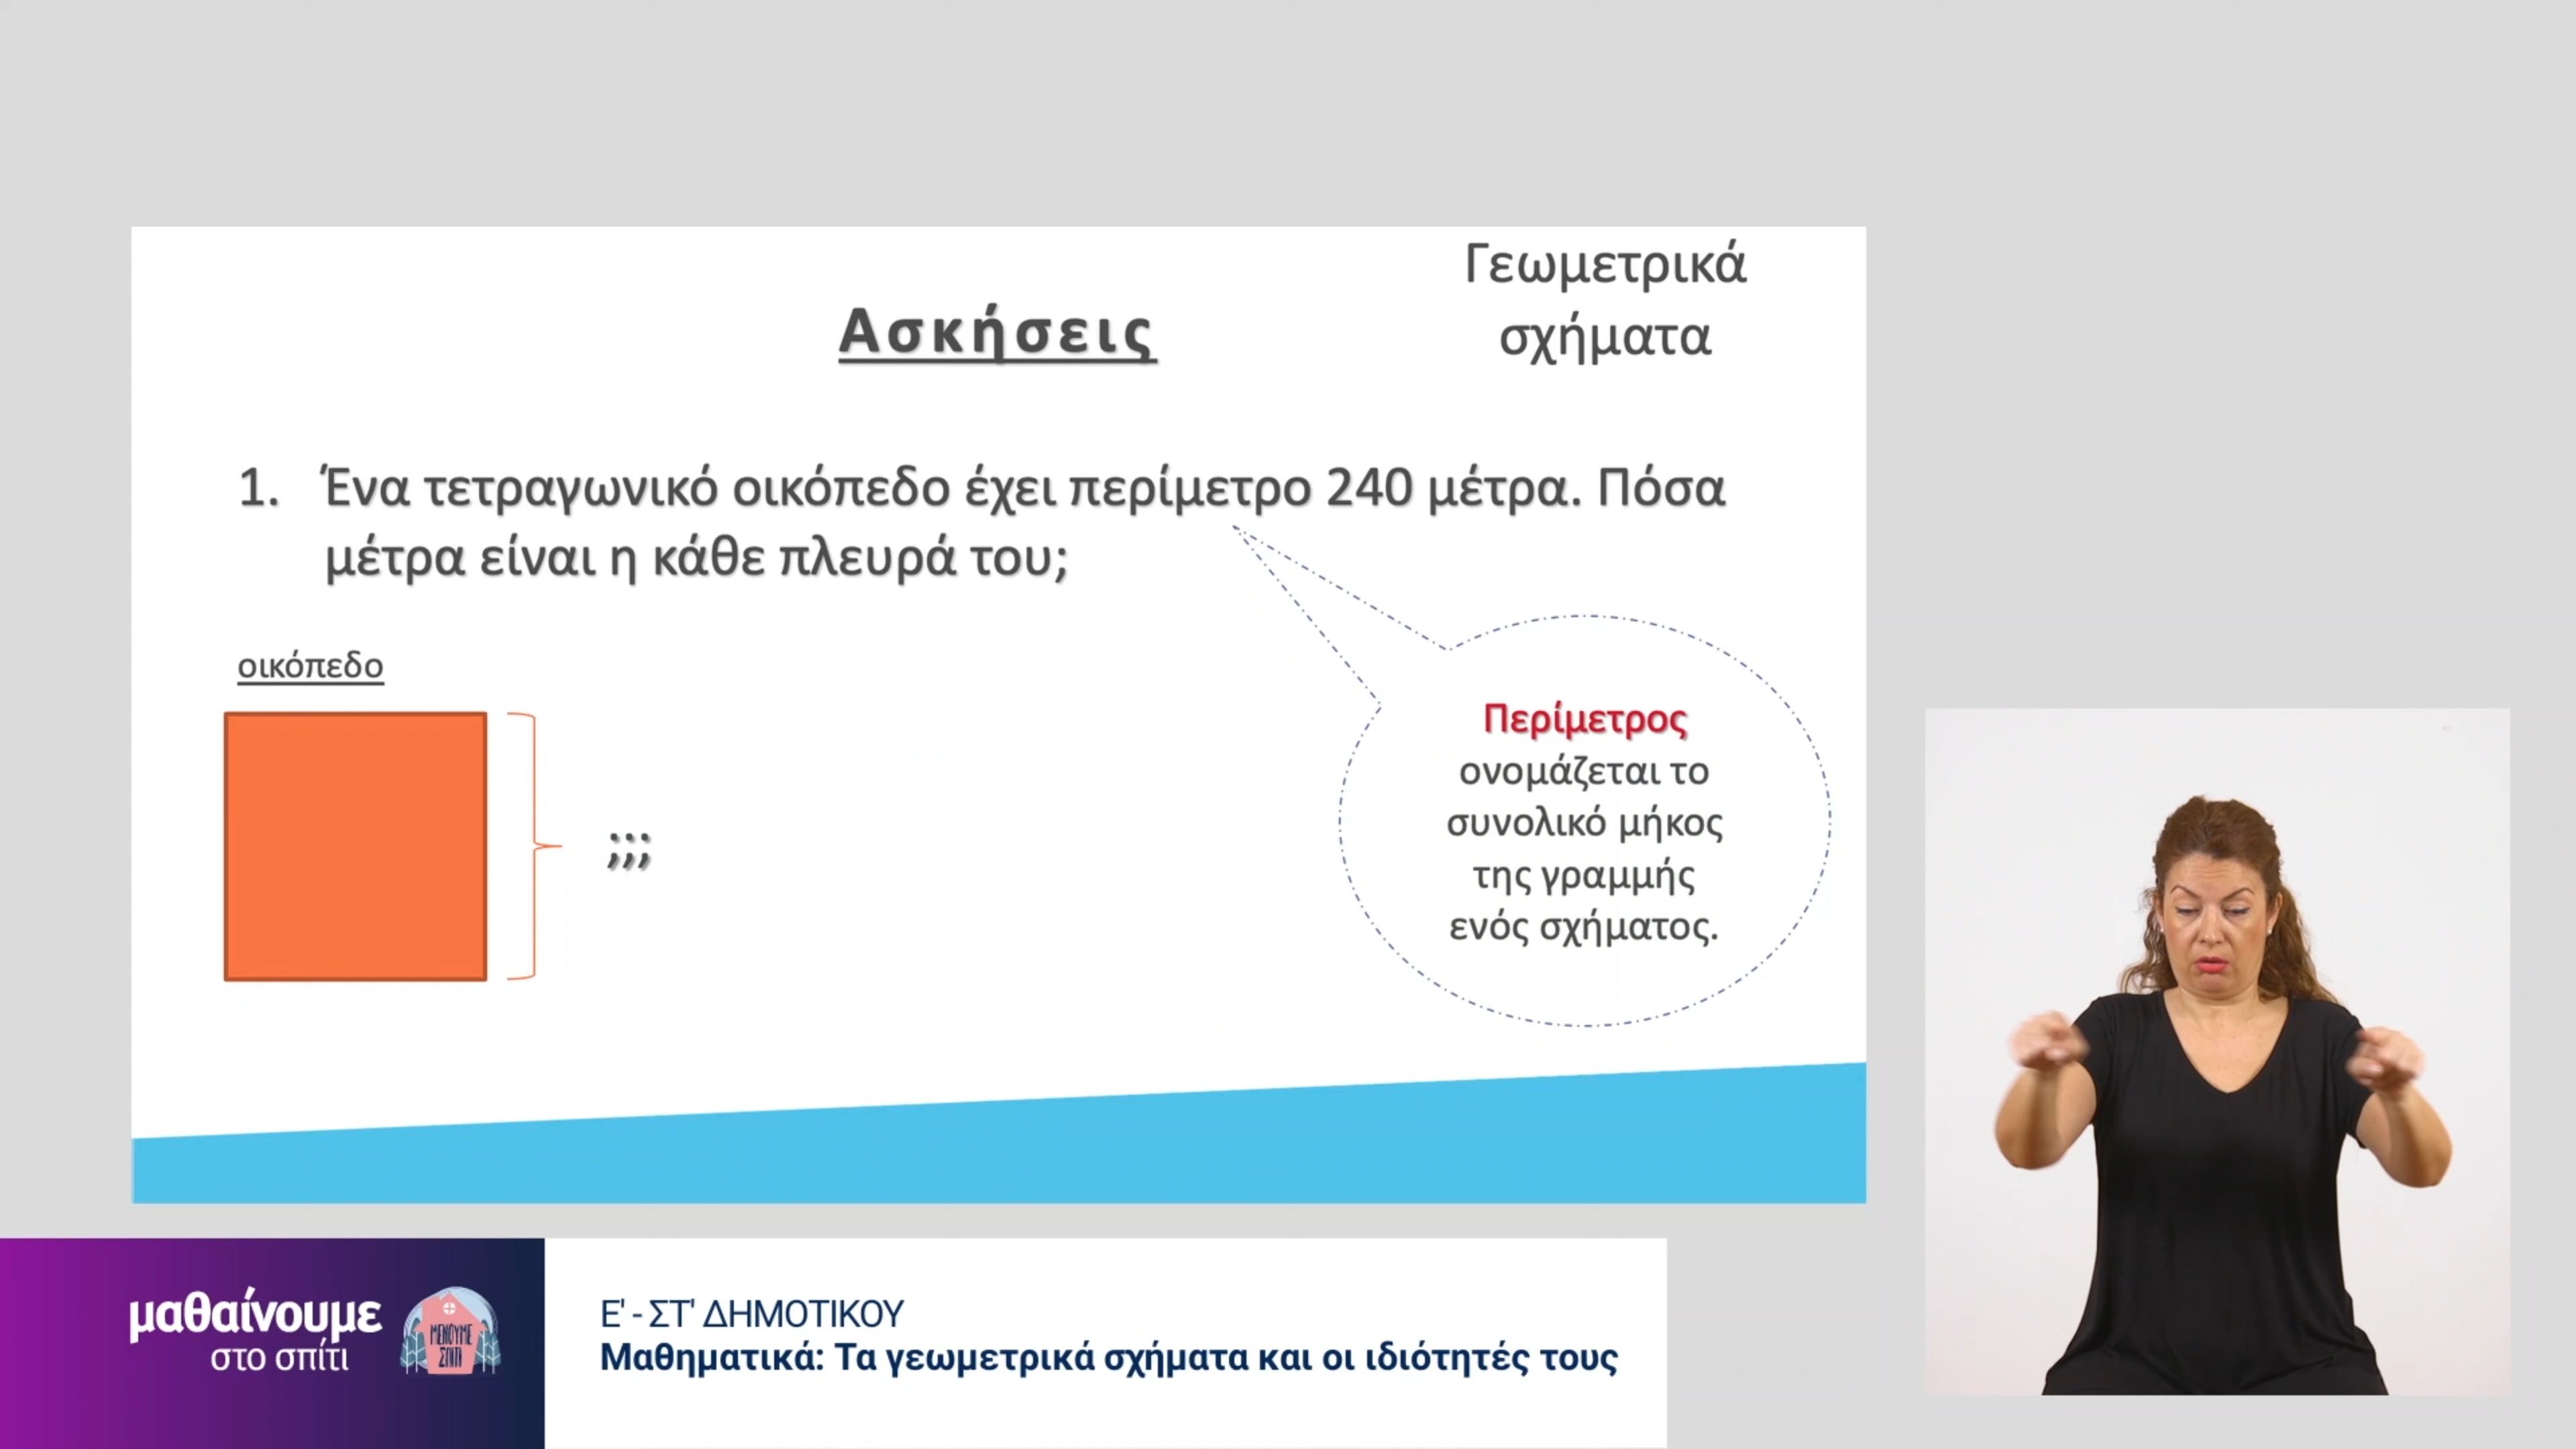 Γεωμετρικά
σχήματα
Ασκήσεις
1. Ένα τετραγωνικό οικόπεδο έχει περίμετρο 240 μέτρα. Πόσα
μέτρα είναι η κάθε πλευρά του;
οικόπεδο
;;;
Περίμετρος
ονομάζεται το
συνολικό μήκος
της γραμμής
ενός σχήματος.
μαθαίνουμε
στο σπίτι
ΜΕΝΟΥΜΕ
ΣΠΙΤΙ
Ε' - ΣΤ' ΔΗΜΟΤΙΚΟΥ
Μαθηματικά: Τα γεωμετρικά σχήματα και οι ιδιότητές τους